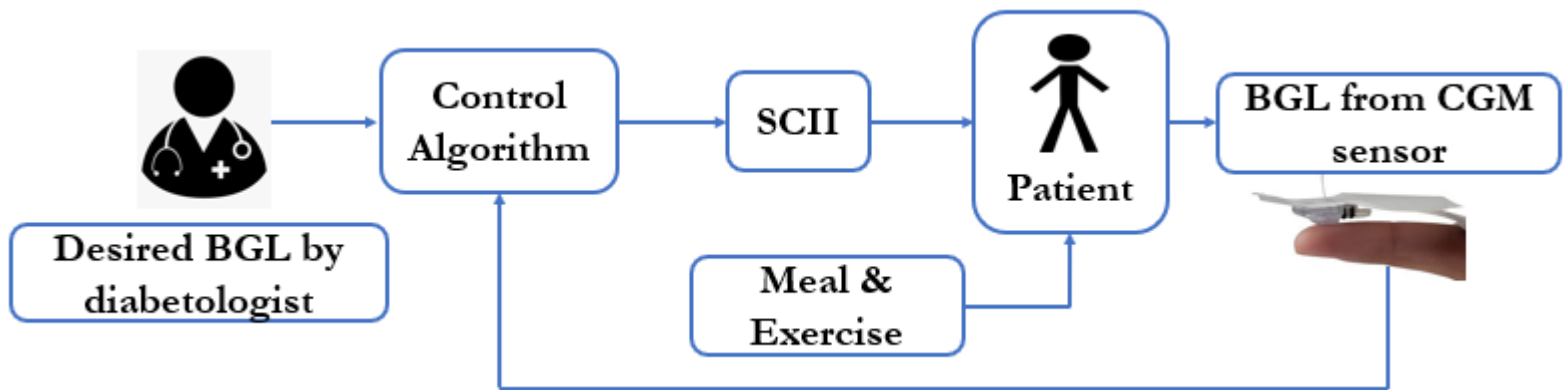 Desired BGL by
diabetologist
Control
Algorithm
SCII
Patient
Meal &
Exercise
BGL from CGM
sensor